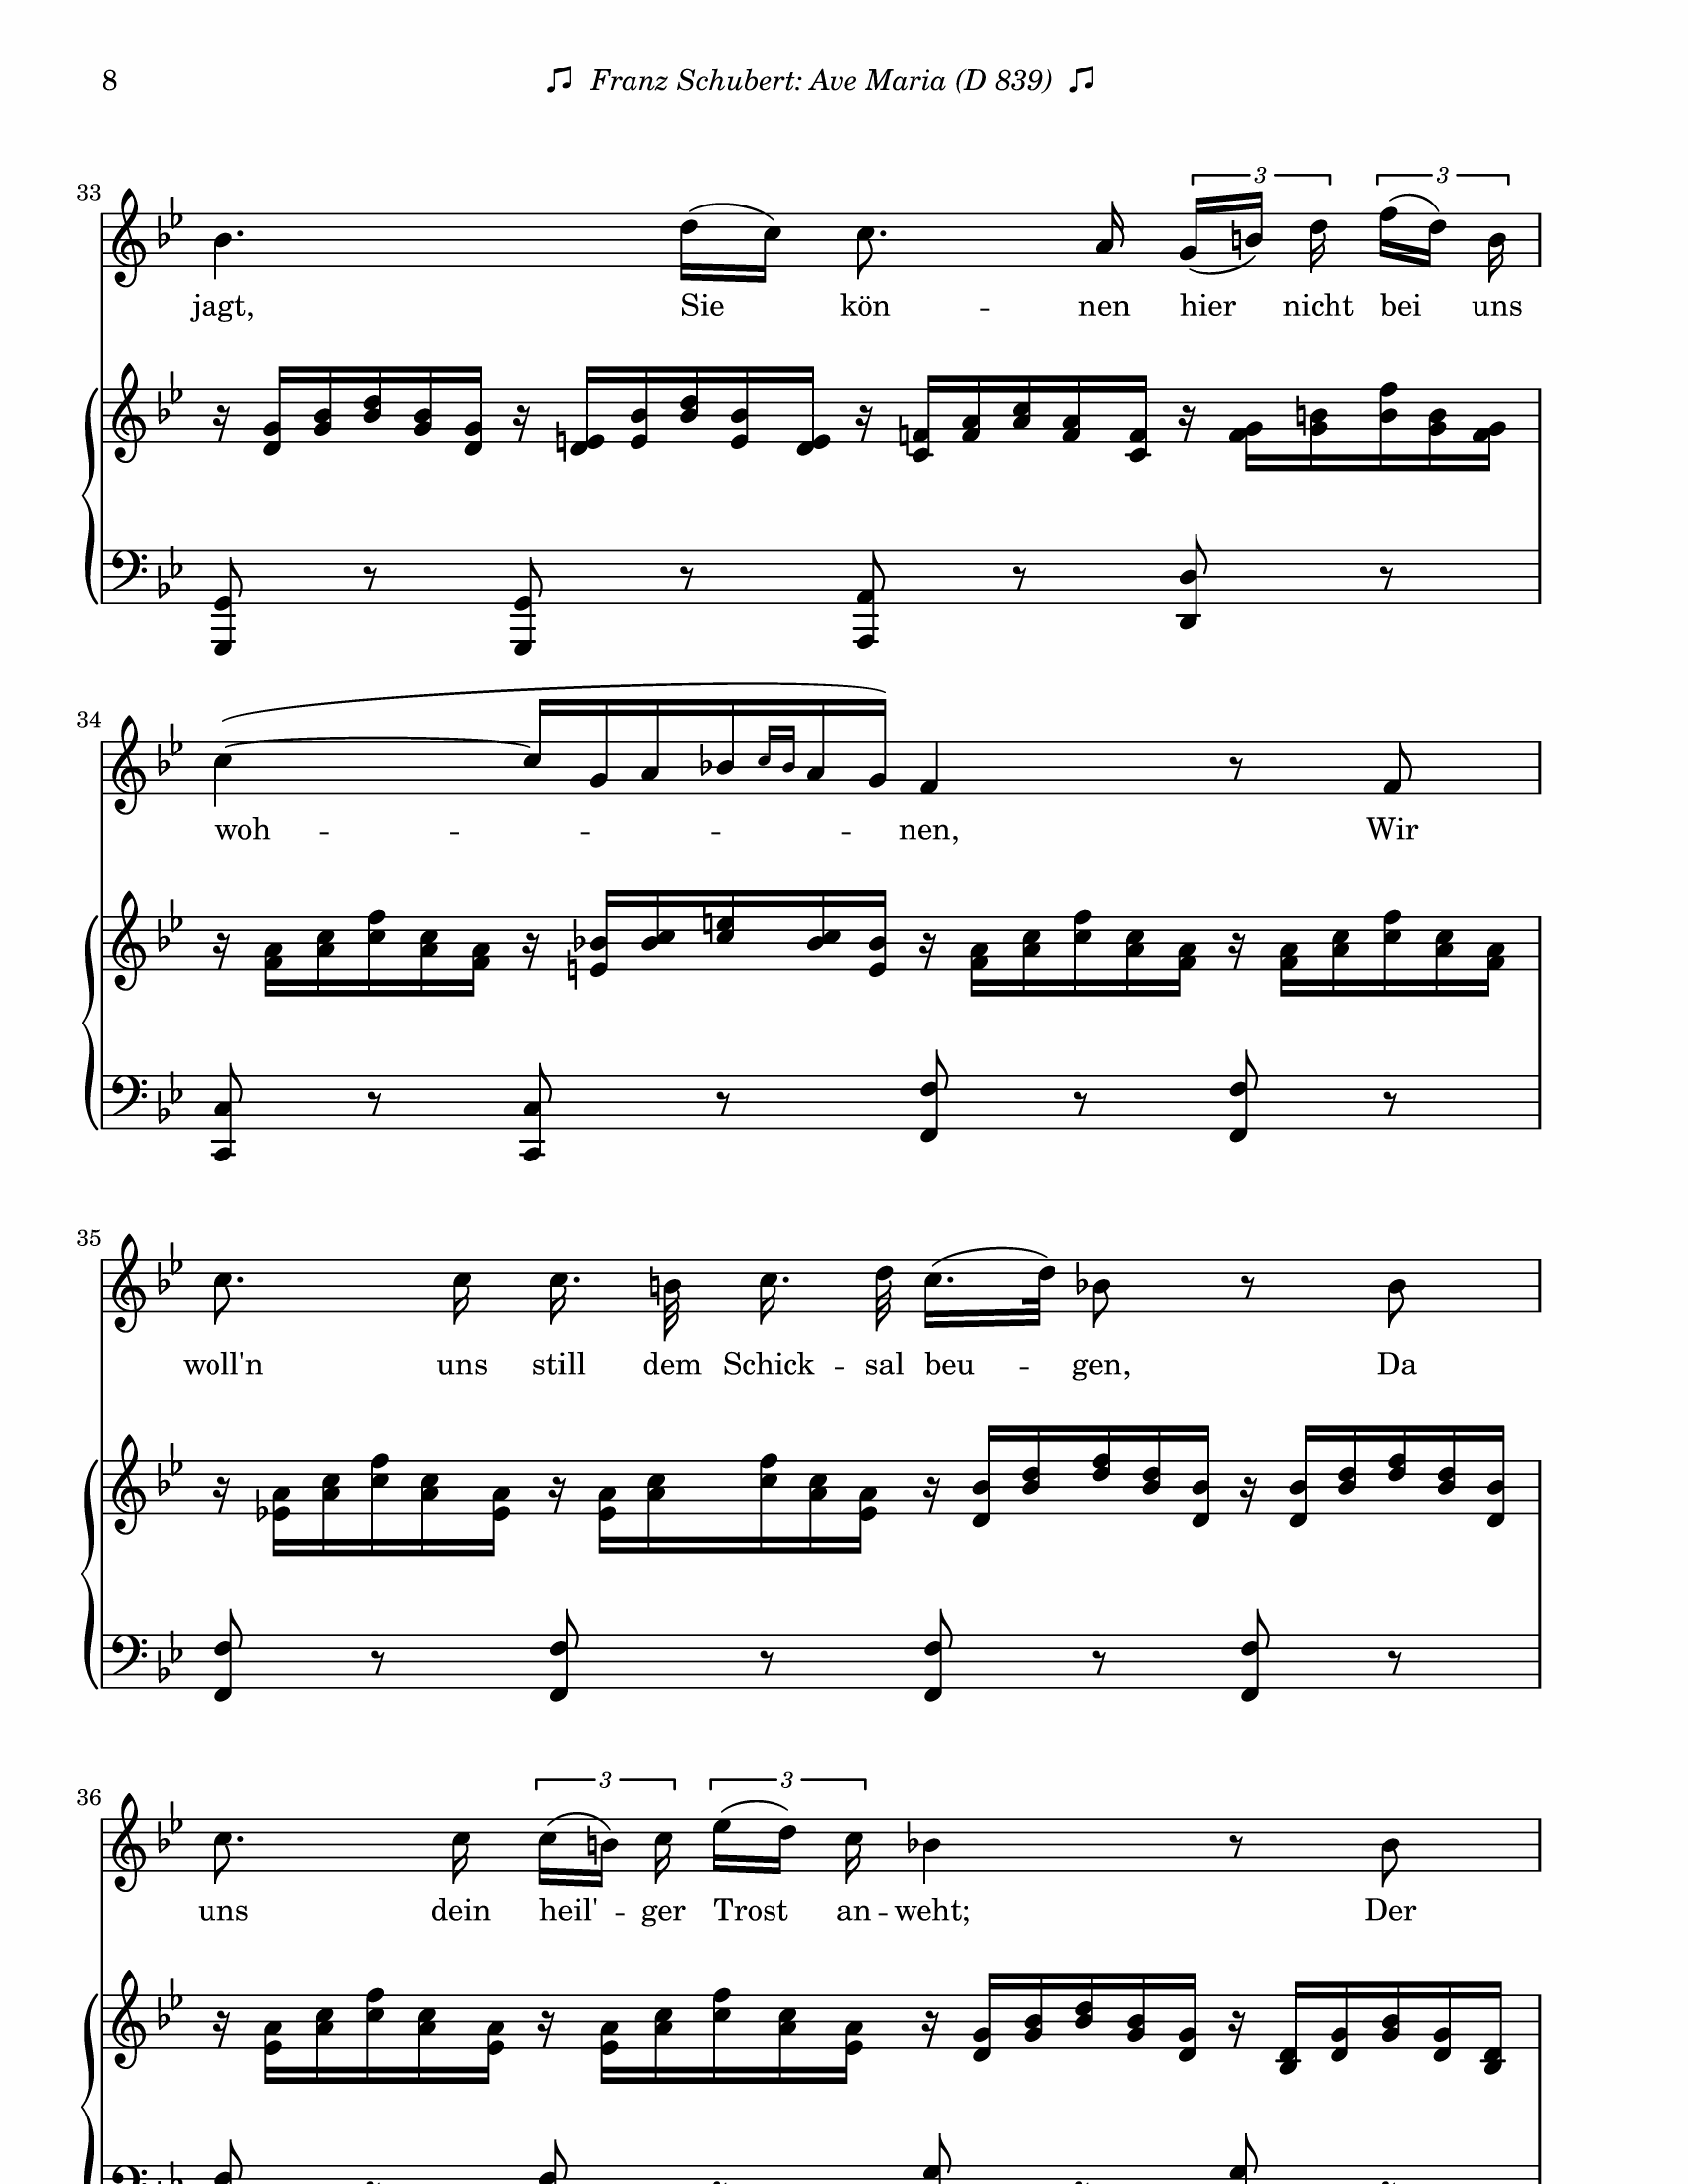 8
Franz Schubert: Ave Maria (D 839)
33
3 3
jagt, Sie kön -- nen hier nicht bei uns
34
woh -- -- -- -- -- nen, Wir
35
woll'n uns still dem Schick -- sal beu -- gen, Da
36
3 3
uns dein heil' -- ger Trost an -- weht; Der